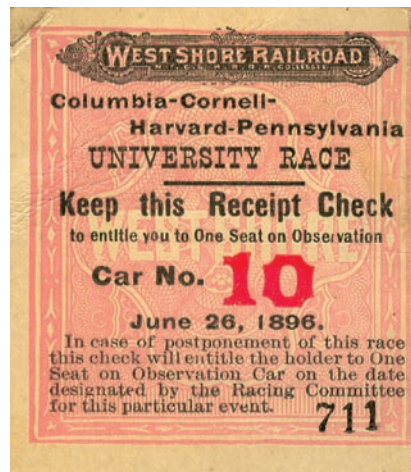 WEST SHORE RAILROAD
Columbia-Cornell-
Harvard-Pennsylvania
UNIVERSITY RACE
Keep this Receipt Check
to entitle you to One Seat on Observation
Car No. 10
June 26, 1896.
In case of postponement of this race
this check will entitle the holder to One
Seat on Observation Car on the date
designated by the Racing Committee
for this particular event. 711
WEST SHORE